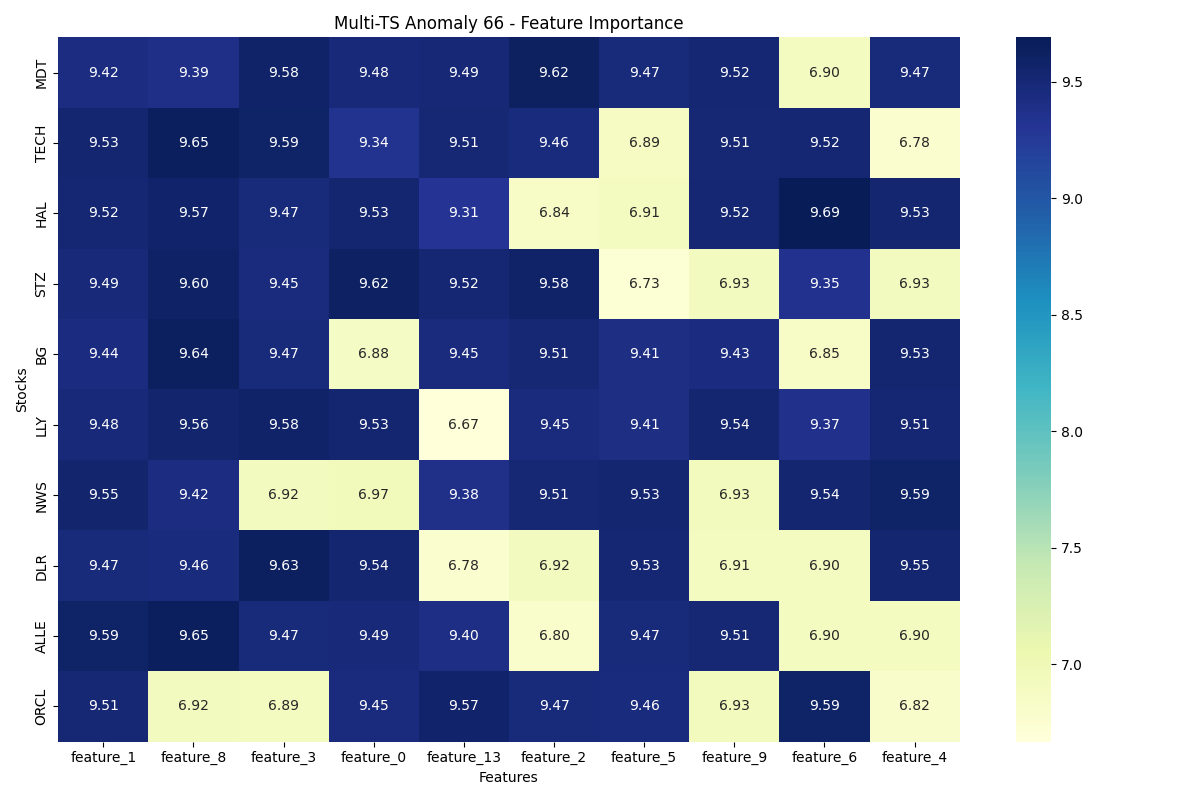 Multi-TS Anomaly 66 - Feature Importance
Stocks
MDT 9.42 9.39 9.58 9.48 9.49 9.62 9.47 9.52 6.90 9.47
TECH 9.53 9.65 9.59 9.34 9.51 9.46 6.89 9.51 9.52 6.78
HAL 9.52 9.57 9.47 9.53 9.31 6.84 6.91 9.52 9.69 9.53
STZ 9.49 9.60 9.45 9.62 9.52 9.58 6.73 6.93 9.35 6.93
BG 9.44 9.64 9.47 6.88 9.45 9.51 9.41 9.43 6.85 9.53
LLY 9.48 9.56 9.58 9.53 6.67 9.45 9.41 9.54 9.37 9.51
NWS 9.55 9.42 6.92 6.97 9.38 9.51 9.53 6.93 9.54 9.59
DLR 9.47 9.46 9.63 9.54 6.78 6.92 9.53 6.91 6.90 9.55
ALLE 9.59 9.65 9.47 9.49 9.40 6.80 9.47 9.51 6.90 6.90
ORCL 9.51 6.92 6.89 9.45 9.57 9.47 9.46 6.93 9.59 6.82
feature_1 feature_8 feature_3 feature_0 feature_13 feature_2 feature_5 feature_9 feature_6 feature_4
Features
9.5
9.0
8.5
8.0
7.5
7.0